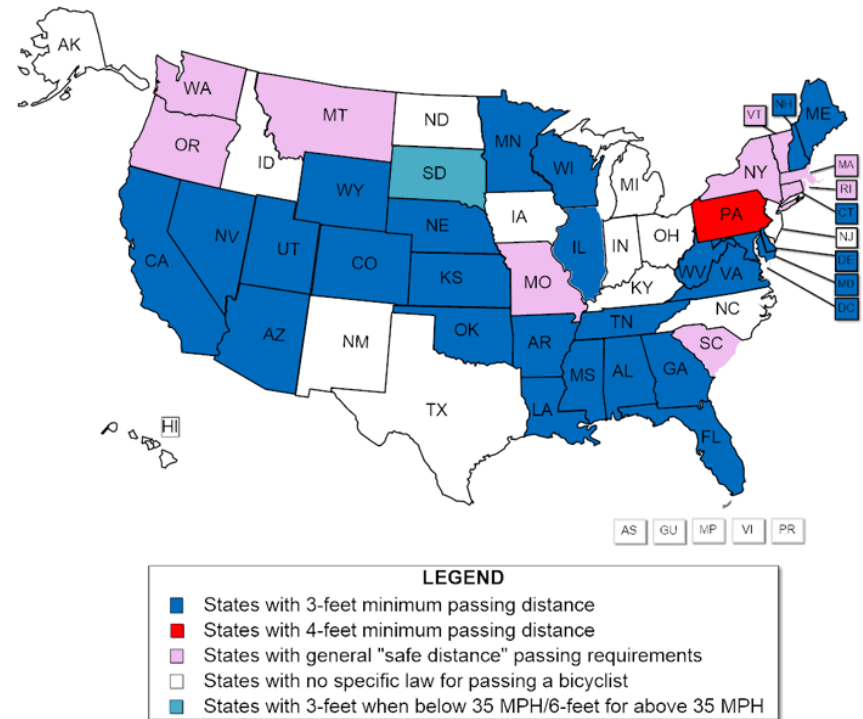 AK
WA
MT
ND
MN
VT
NH
ME
OR
ID
WY
SD
WI
MI
NY
MA
RI
CT
NJ
DE
MD
DC
NV
UT
CO
NE
IA
IL
IN
OH
PA
CA
KS
MO
KY
WV
VA
AZ
NM
OK
AR
TN
NC
SC
TX
LA
MS
AL
GA
FL
HI
AS
GU
MP
VI
PR
LEGEND
States with 3-feet minimum passing distance
States with 4-feet minimum passing distance
States with general "safe distance" passing requirements
States with no specific law for passing a bicyclist
States with 3-feet when below 35 MPH/6-feet for above 35 MPH